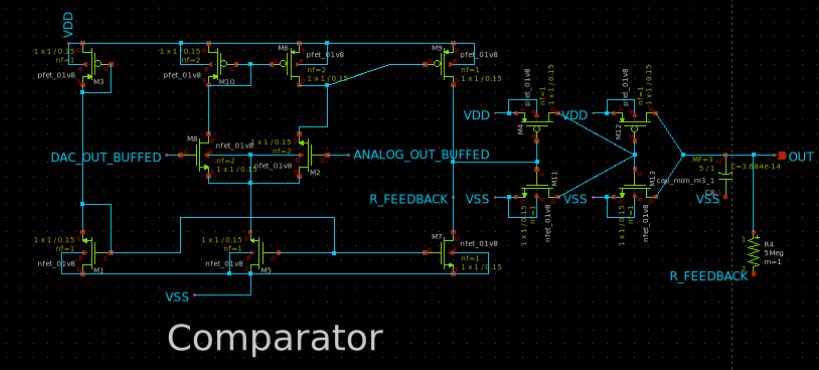 VDD
M6
M9
1 x 1 / 0.15
nf=1
pfet_01v8
M3
1 x 1 / 0.15
nf=2
pfet_01v8
M10
pfet_01v8
nf=2
1 x 1 / 0.15
pfet_01v8
nf=1
1 x 1 / 0.15
pfet_01v8
nf=1
1 x 1 / 0.15
pfet_01v8
nf=1
1 x 1 / 0.15
VDD
M4
VDD
M12
DAC_OUT_BUFFED
M8
nfet_01v8
nf=2
1 x 1 / 0.15
1 x 1 / 0.15
nf=2
nfet_01v8
M2
ANALOG_OUT_BUFFED
OUT
MF=3
5 / 1
C=3.684e-14
cap_mim_m3_1
C8
VSS
R_FEEDBACK
VSS
M11
VSS
M13
1 x 1 / 0.15
nf=1
nfet_01v8
1 x 1 / 0.15
nf=1
nfet_01v8
1 x 1 / 0.15
nf=1
nfet_01v8
M1
1 x 1 / 0.15
nf=1
nfet_01v8
M5
M7
nfet_01v8
nf=1
1 x 1 / 0.15
R4
5Meg
m=1
R_FEEDBACK
VSS
Comparator